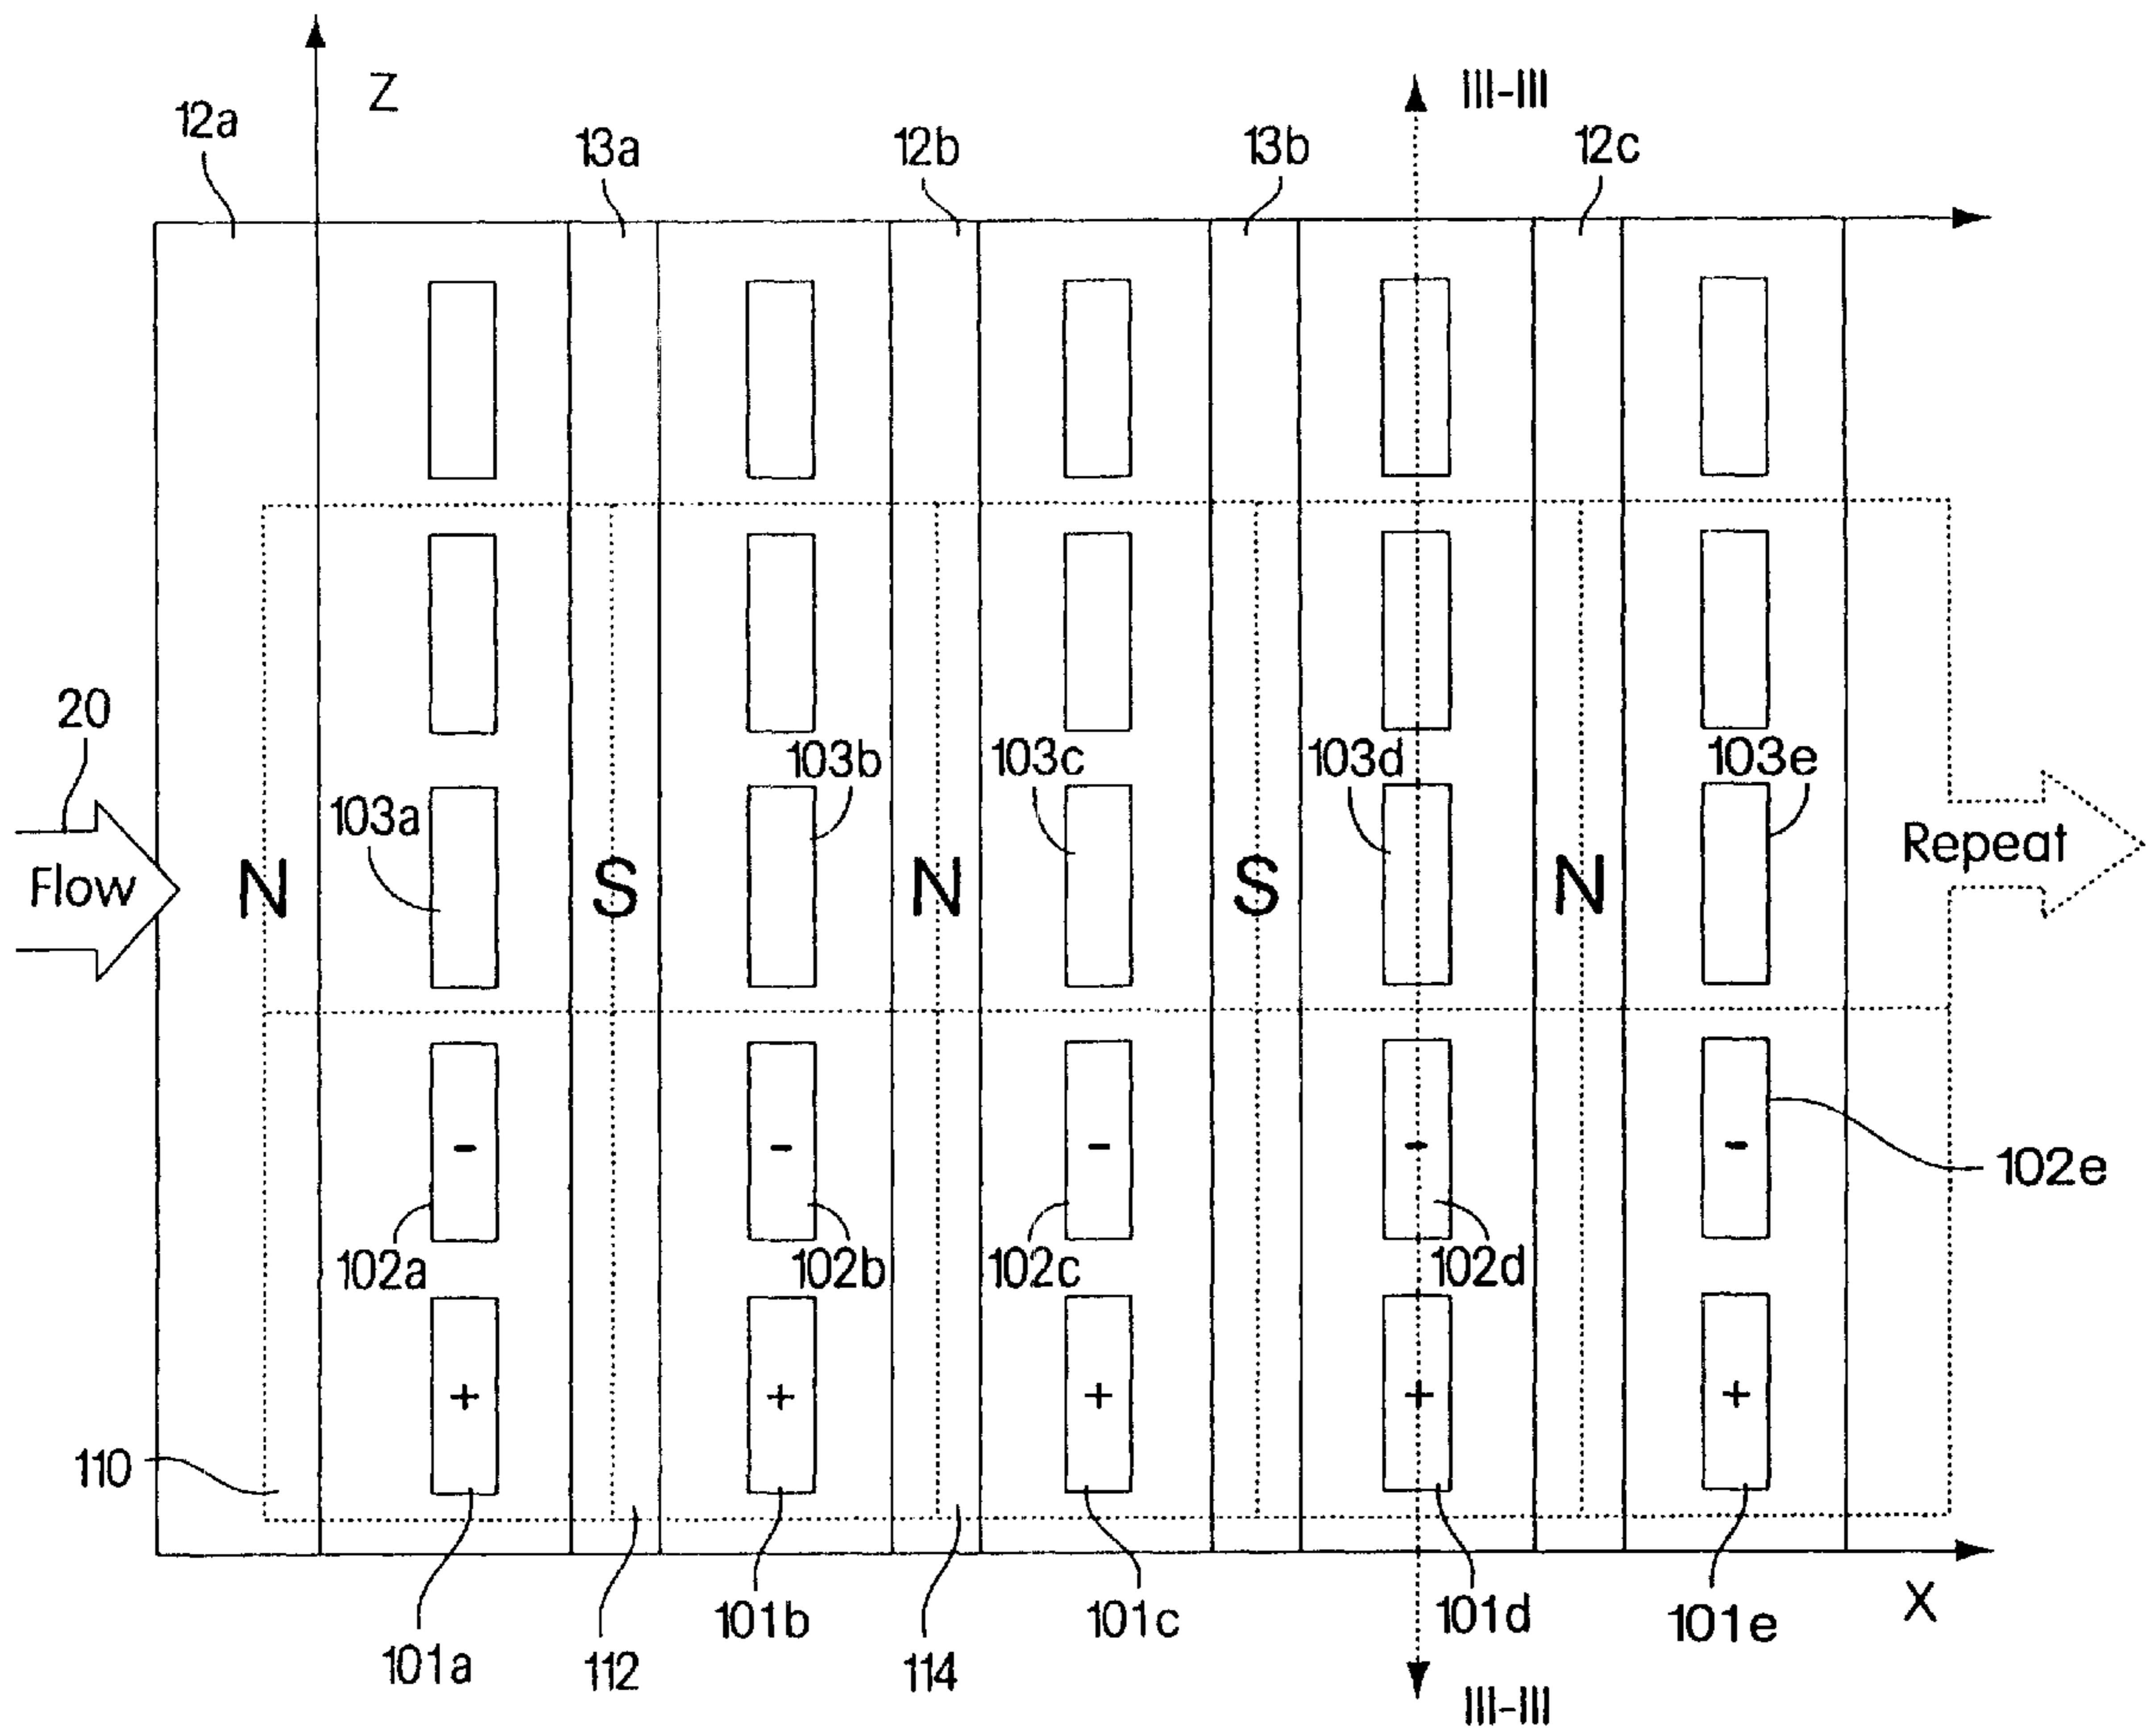 Z
III-III
12a
13a
12b
13b
12c
20
103b
103c
103d
103e
103a
Flow
N
S
N
S
N
Repeat
-
-
-
-
-
102e
102a
102b
102c
102d
+
+
+
+
+
110
X
101a
112
101b
114
101c
101d
101e
III-III